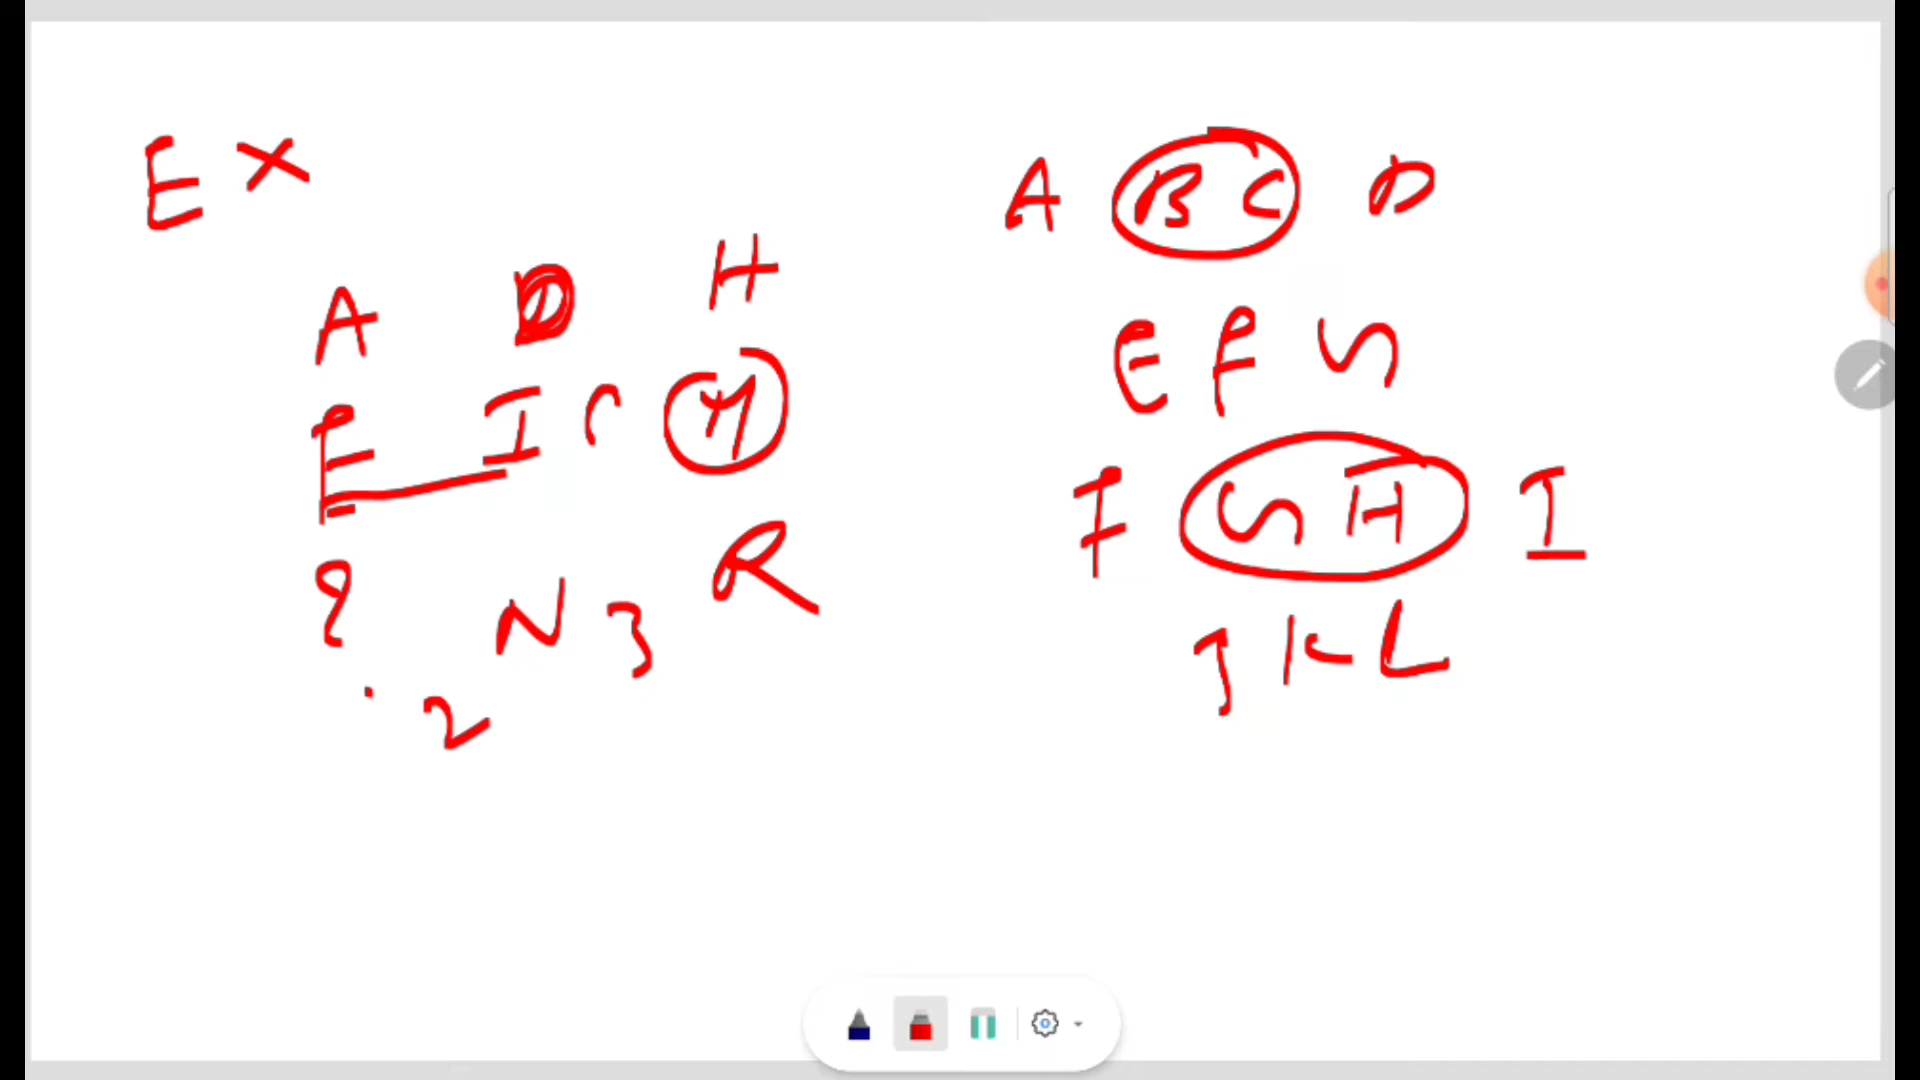 Ex
A D H
F I M
? N R
2 3
A B C D
E F G
F G H I
J K L